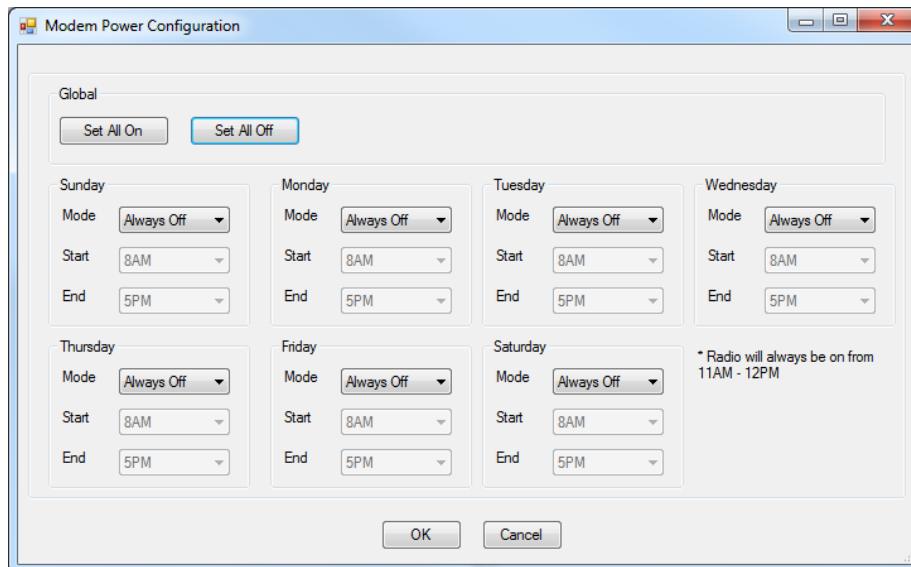 Modem Power Configuration
Global
Set All On Set All Off
Sunday Monday Tuesday Wednesday
Mode Always Off Mode Always Off Mode Always Off Mode Always Off
Start 8AM Start 8AM Start 8AM Start 8AM
End 5PM End 5PM End 5PM End 5PM
Thursday Friday Saturday
* Radio will always be on from
11AM - 12PM
Mode Always Off Mode Always Off Mode Always Off
Start 8AM Start 8AM Start 8AM
End 5PM End 5PM End 5PM
OK Cancel